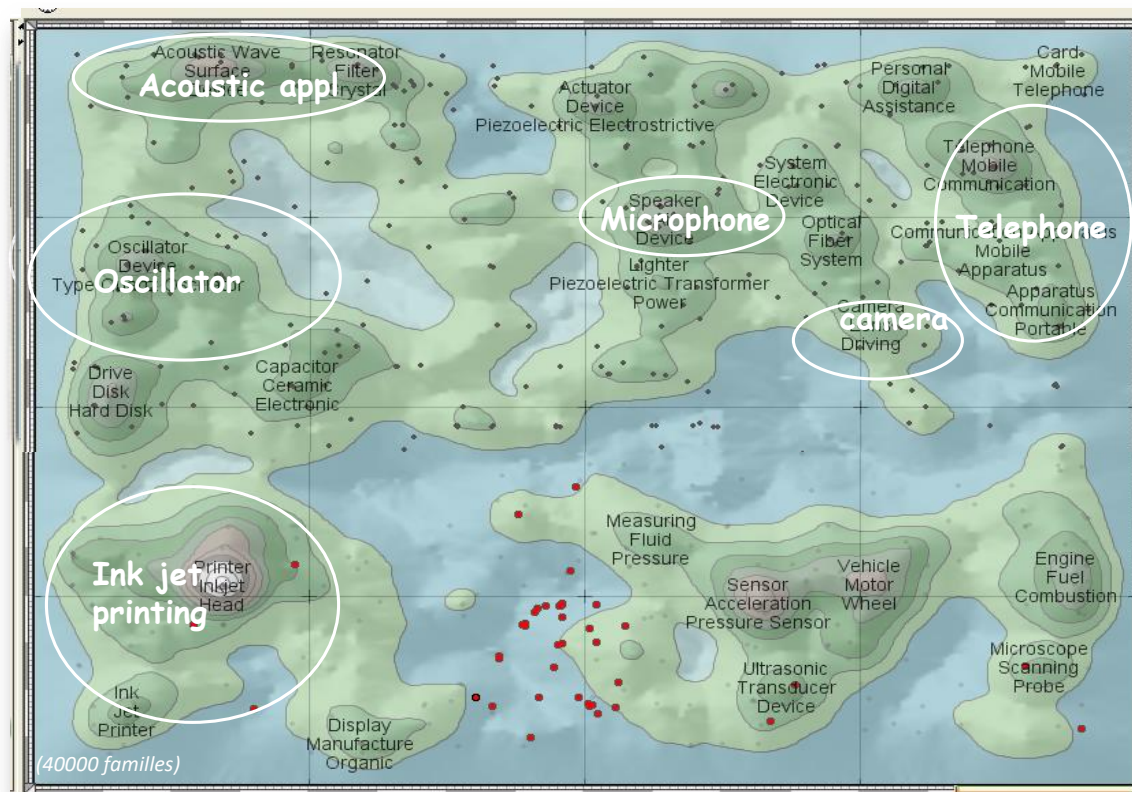 Acoustic Wave
Surface
Acoustic appl
Resonator
Filter
Crystal
Actuator
Device
Piezoelectric Electrostrictive
Personal
Digital
Assistance
Card
Mobile
Telephone
Telephone
Mobile
Communication
System
Electronic
Device
Speaker
Microphone
Device
Optical
Fiber
System
Telephone
Mobile
Apparatus
Apparatus
Communication
Portable
Oscillator
Device
Type
Oscillator
Lighter
Piezoelectric Transformer
Power
Camera
camera
Driving
Drive
Disk
Hard Disk
Capacitor
Ceramic
Electronic
Measuring
Fluid
Pressure
Printer
Inkjet
Head
Ink jet
printing
Sensor
Acceleration
Pressure Sensor
Vehicle
Motor
Wheel
Engine
Fuel
Combustion
Ultrasonic
Transducer
Device
Microscope
Scanning
Probe
Ink
Jet
Printer
Display
Manufacture
Organic
(40000 familles)